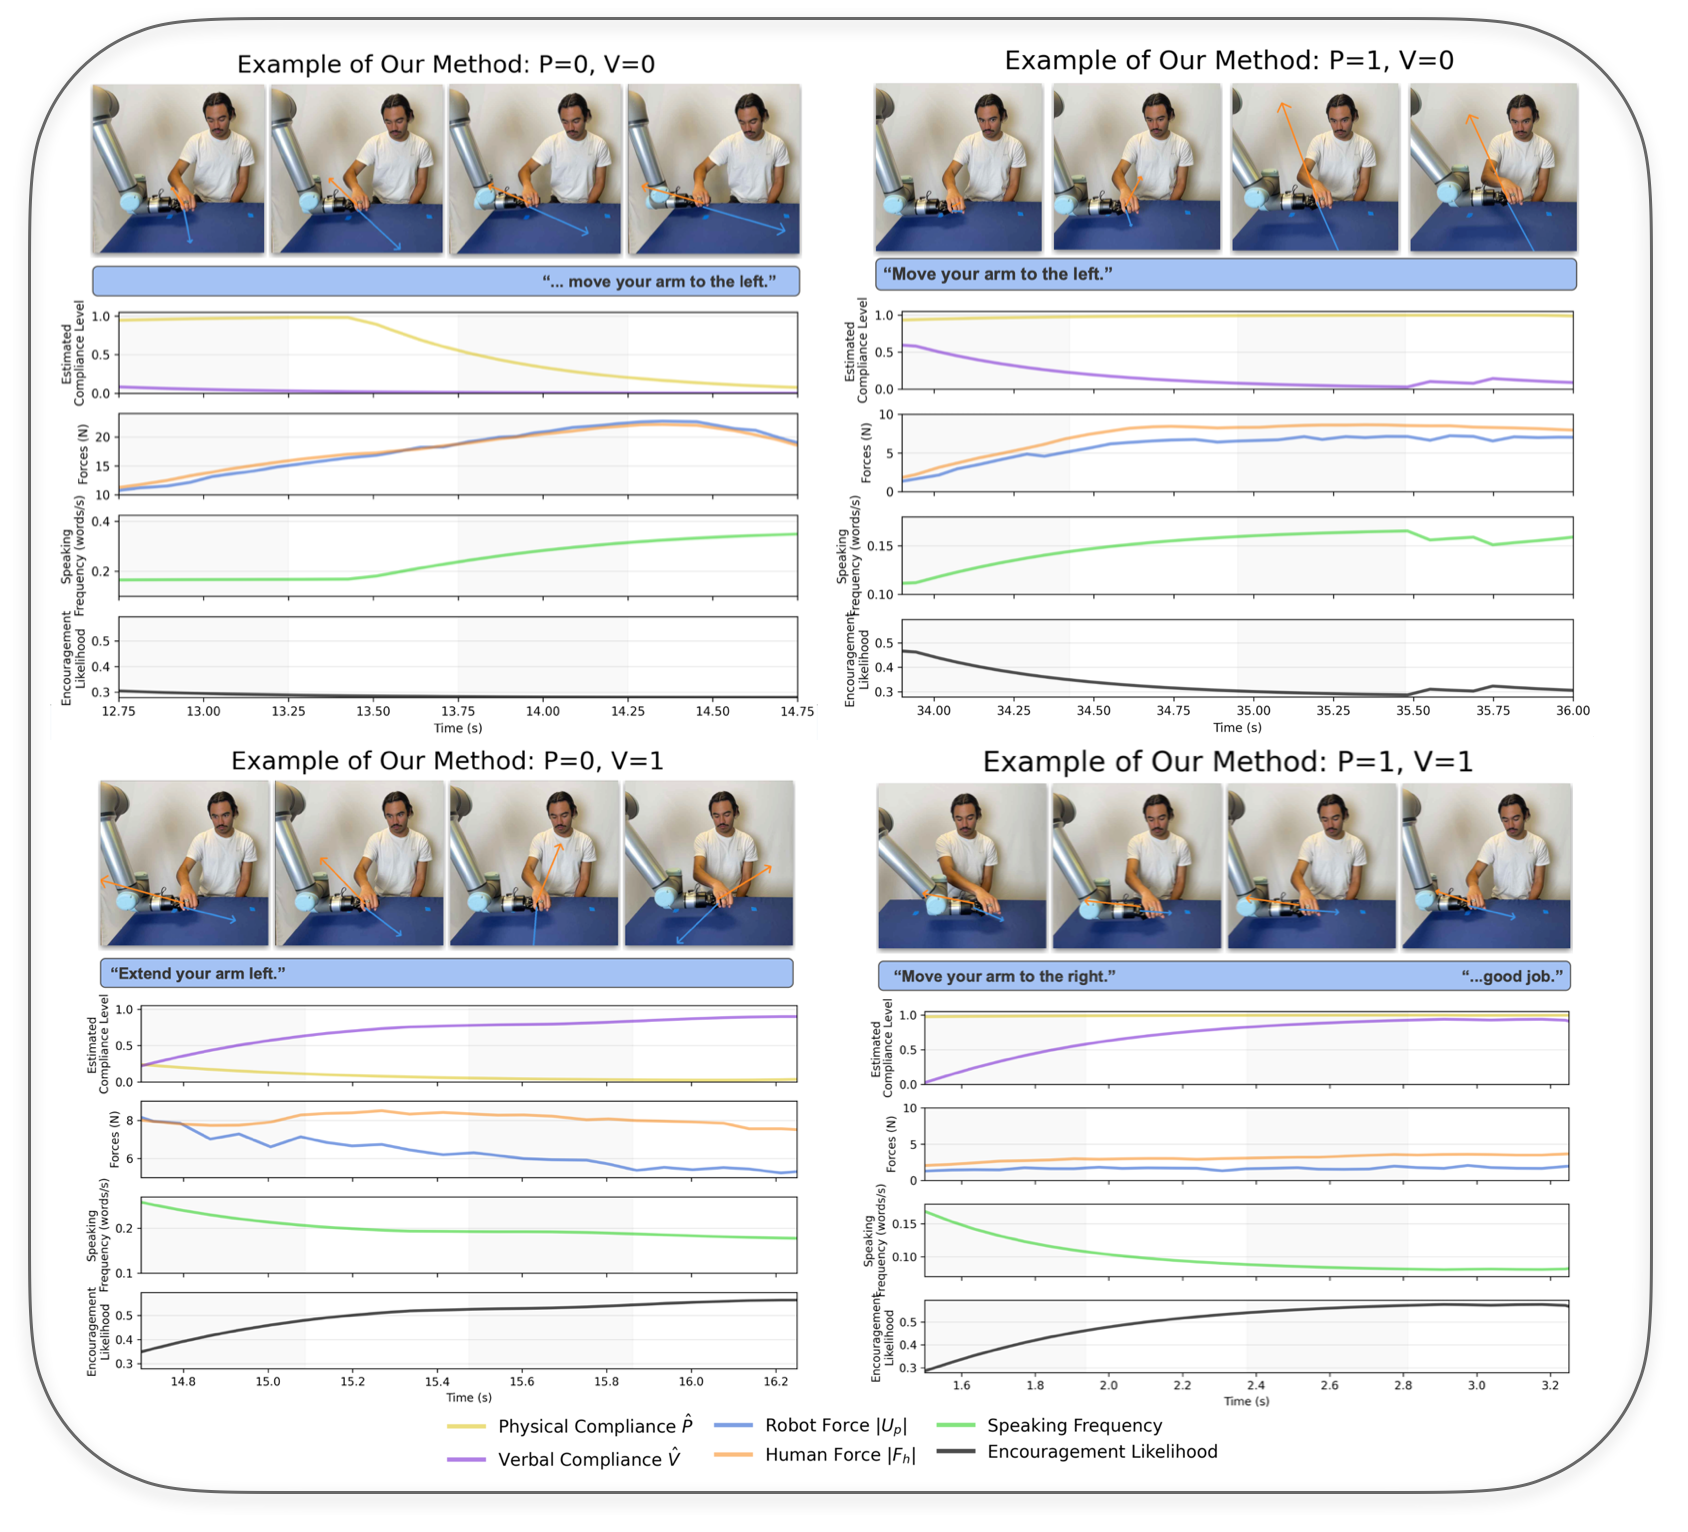 Example of Our Method: P=0, V=0
“... move your arm to the left.”
Estimated
Compliance Level
1.0
0.5
0.0
Forces (N)
20
15
10
Speaking
Frequency (words/s)
0.4
0.2
Encouragement
Likelihood
0.5
0.4
0.3
12.75 13.00 13.25 13.50 13.75 14.00 14.25 14.50 14.75
Time (s)
Example of Our Method: P=1, V=0
“Move your arm to the left.”
Estimated
Compliance Level
1.0
0.5
0.0
Forces (N)
10
5
0
Speaking
Frequency (words/s)
0.15
0.10
Encouragement
Likelihood
0.5
0.4
0.3
34.00 34.25 34.50 34.75 35.00 35.25 35.50 35.75 36.00
Time (s)
Example of Our Method: P=0, V=1
“Extend your arm left.”
Estimated
Compliance Level
1.0
0.5
0.0
Forces (N)
8
6
Speaking
Frequency (words/s)
0.2
0.1
Encouragement
Likelihood
0.5
0.4
0.3
14.8 15.0 15.2 15.4 15.6 15.8 16.0 16.2
Time (s)
Example of Our Method: P=1, V=1
“Move your arm to the right.” “...good job.”
Estimated
Compliance Level
1.0
0.5
0.0
Forces (N)
10
5
0
Speaking
Frequency (words/s)
0.15
0.10
Encouragement
Likelihood
0.5
0.4
0.3
1.6 1.8 2.0 2.2 2.4 2.6 2.8 3.0 3.2
Time (s)
Physical Compliance P̂ Robot Force |Uₚ| Speaking Frequency
Verbal Compliance V̂ Human Force |Fₕ| Encouragement Likelihood